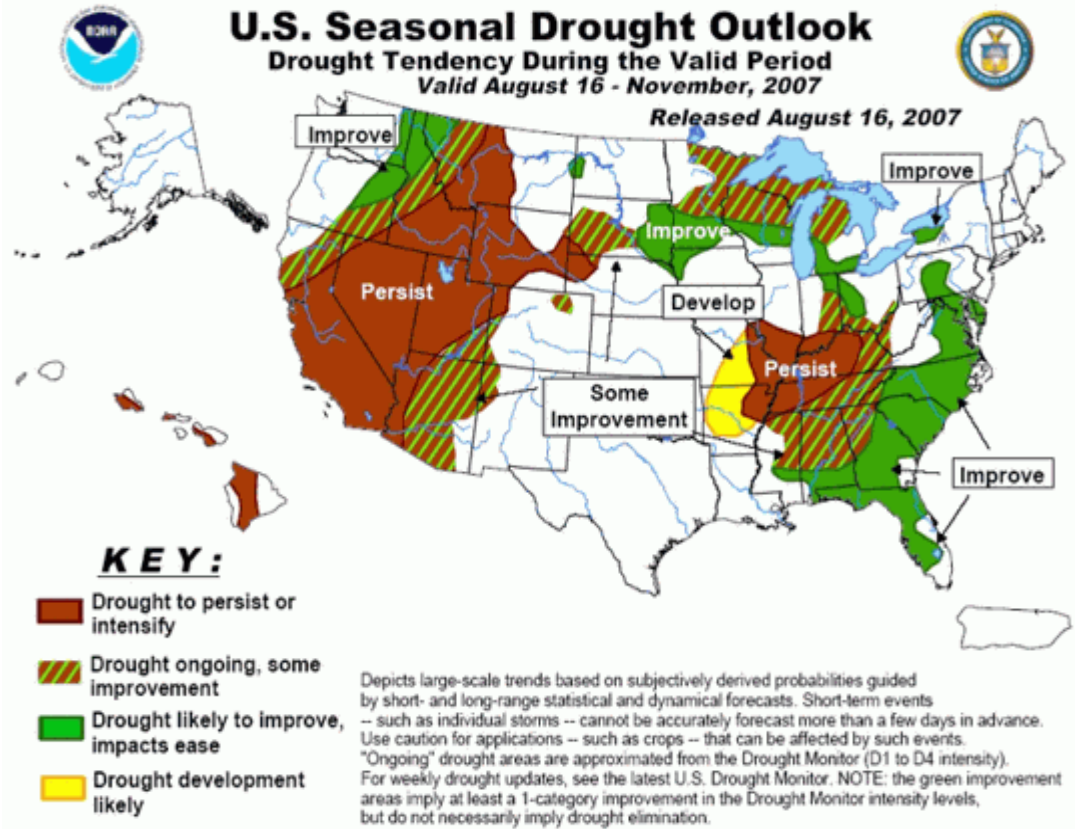 NOAA
U.S. Seasonal Drought Outlook
Drought Tendency During the Valid Period
Valid August 16 - November, 2007
Released August 16, 2007
Improve
Improve
Improve
Persist
Develop
Persist
Some
Improvement
Improve
KEY:
Drought to persist or
intensify
Drought ongoing, some
improvement
Drought likely to improve,
impacts ease
Drought development
likely
Depicts large-scale trends based on subjectively derived probabilities guided
by short- and long-range statistical and dynamical forecasts. Short-term events
-- such as individual storms -- cannot be accurately forecast more than a few days in advance.
Use caution for applications -- such as crops -- that can be affected by such events.
"Ongoing" drought areas are approximated from the Drought Monitor (D1 to D4 intensity).
For weekly drought updates, see the latest U.S. Drought Monitor. NOTE: the green improvement
areas imply at least a 1-category improvement in the Drought Monitor intensity levels,
but do not necessarily imply drought elimination.